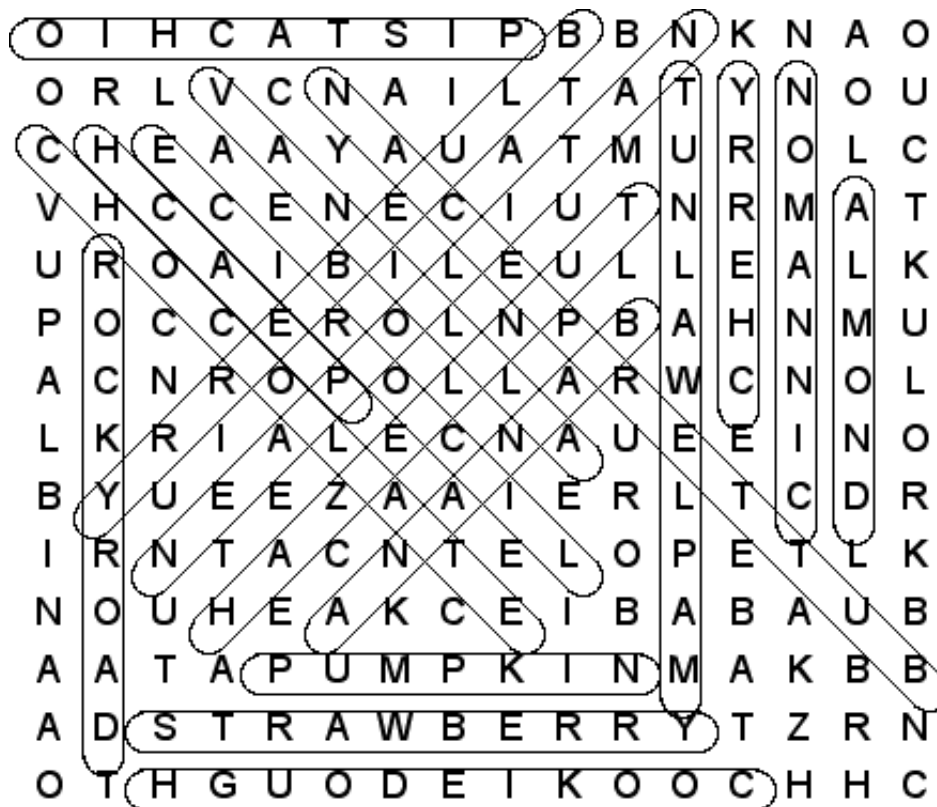 O I H C A T S I P B B N K N A O
O R L V C N A I L T A T Y N O U
C H E A A Y A U A T M U R O L C
V H C C E N E C I U T N R M A T
U R O A I B I L E U L L E A L K
P O C C E R O L N P B A H N M U
A C N R O P O L L A R W C N O L
L K R I A L E C N A U E E I N O
B Y U E E Z A A I E R L T C D R
I R N T A C N T E L O P E T L K
N O U H E A K C E I B A B A U B
A A T A P U M P K I N M A K B B
A D S T R A W B E R R Y T Z R N
O T H G U O D E I K O O C H H C